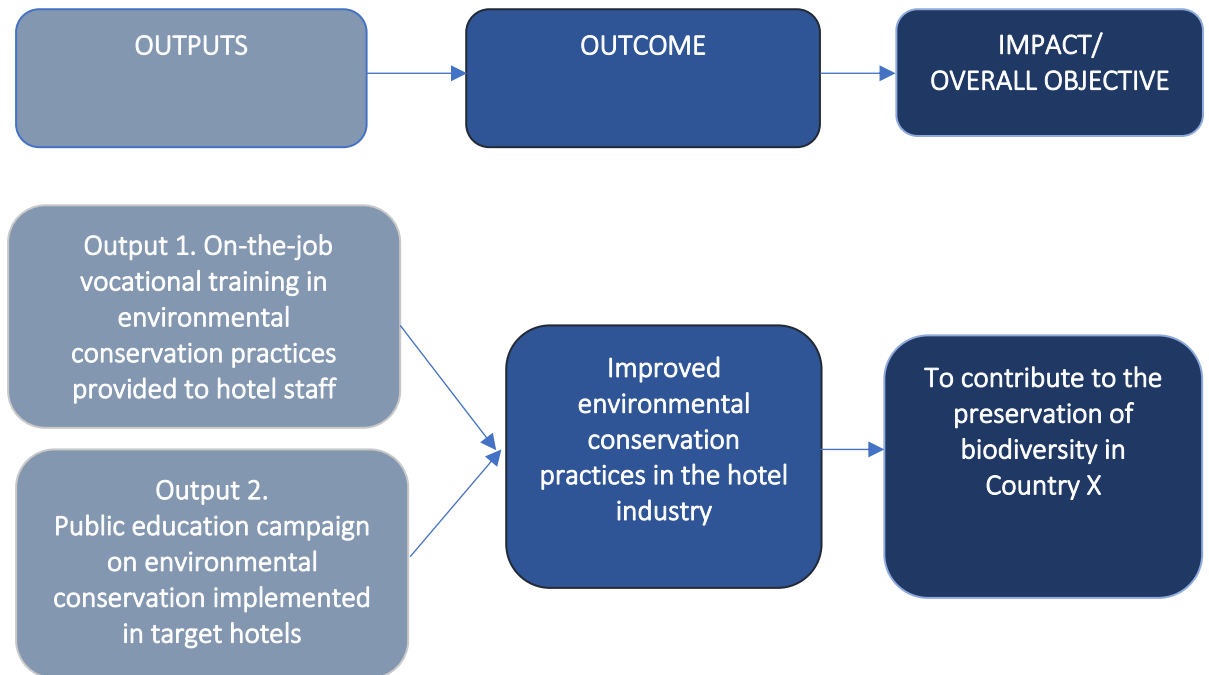 OUTPUTS
OUTCOME
IMPACT/
OVERALL OBJECTIVE
Output 1. On-the-job
vocational training in
environmental
conservation practices
provided to hotel staff
Output 2.
Public education campaign
on environmental
conservation implemented
in target hotels
Improved
environmental
conservation
practices in the hotel
industry
To contribute to the
preservation of
biodiversity in
Country X